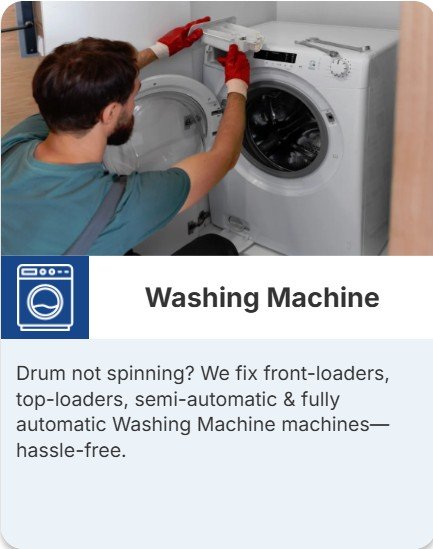 Washing Machine
Drum not spinning? We fix front-loaders,
top-loaders, semi-automatic & fully
automatic Washing Machine machines—
hassle-free.